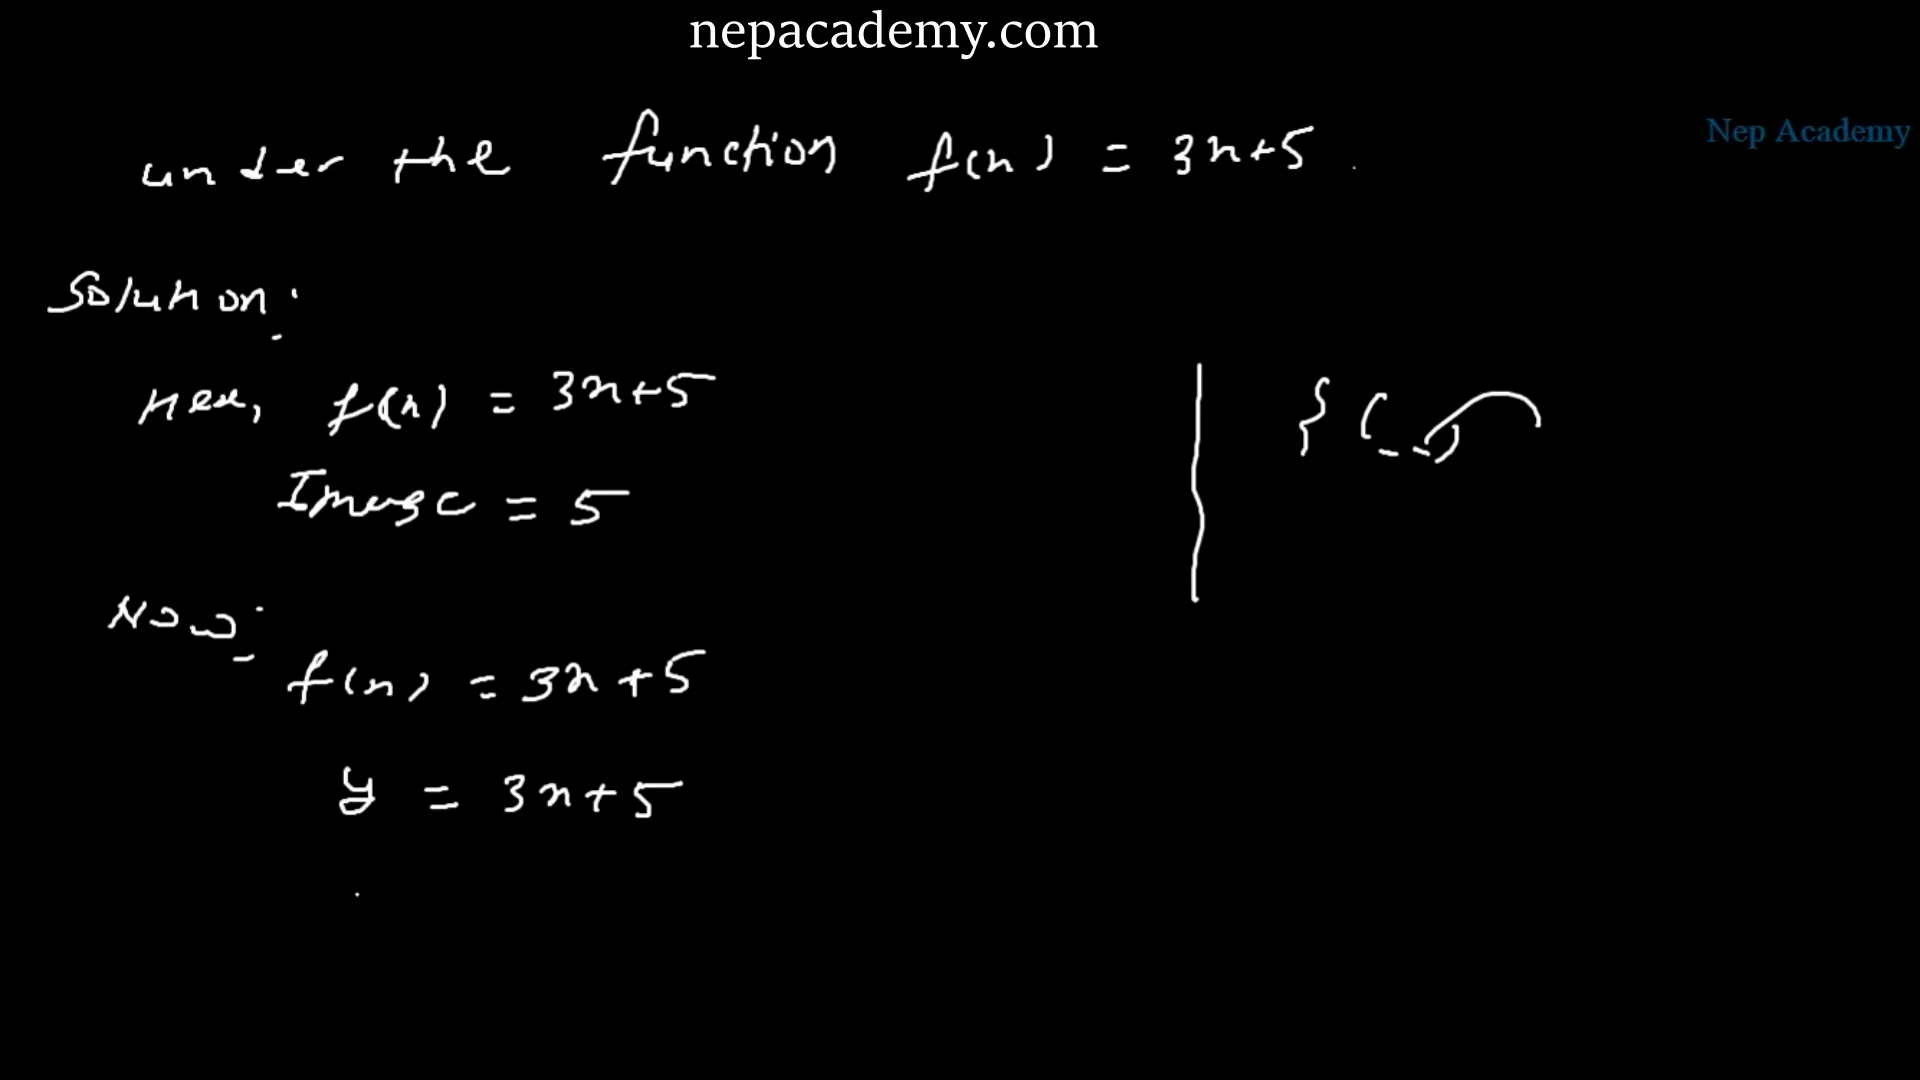 nepacademy.com
Nep Academy
under the function f(x) = 3x+5.
Solution:
Here, f(x) = 3x+5
Image = 5
Now:
f(x) = 3x+5
y = 3x+5